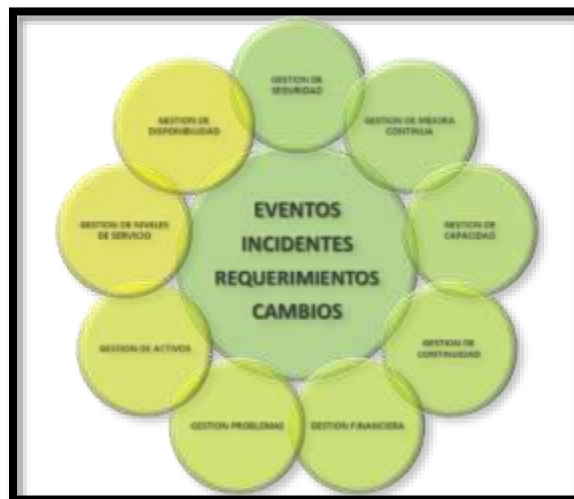 GESTION DE
SEGURIDAD
GESTION DE MEJORA
CONTINUA
GESTION DE
CAPACIDAD
GESTION DE
CONTINUIDAD
GESTION FINANCIERA
GESTION PROBLEMAS
GESTION DE ACTIVOS
GESTION DE NIVELES
DE SERVICIO
GESTION DE
DISPONIBILIDAD
EVENTOS
INCIDENTES
REQUERIMIENTOS
CAMBIOS